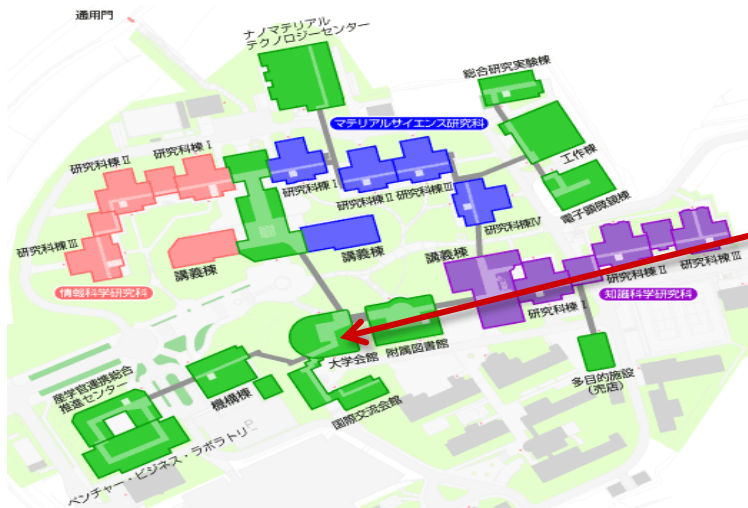 通用門
ナノマテリアル
テクノロジーセンター
総合研究実験棟
マテリアルサイエンス研究科
研究科棟Ⅰ
研究科棟Ⅱ
研究科棟Ⅲ
研究科棟Ⅰ
研究科棟Ⅱ
研究科棟Ⅲ
研究科棟Ⅳ
工作棟
電子顕微鏡棟
講義棟
講義棟
講義棟
情報科学研究科
研究科棟Ⅰ
研究科棟Ⅱ
研究科棟Ⅲ
知識科学研究科
大学会館
附属図書館
多目的施設
(売店)
産学官連携総合
推進センター
機構棟
国際交流会館
ベンチャー・ビジネス・ラボラトリ
P